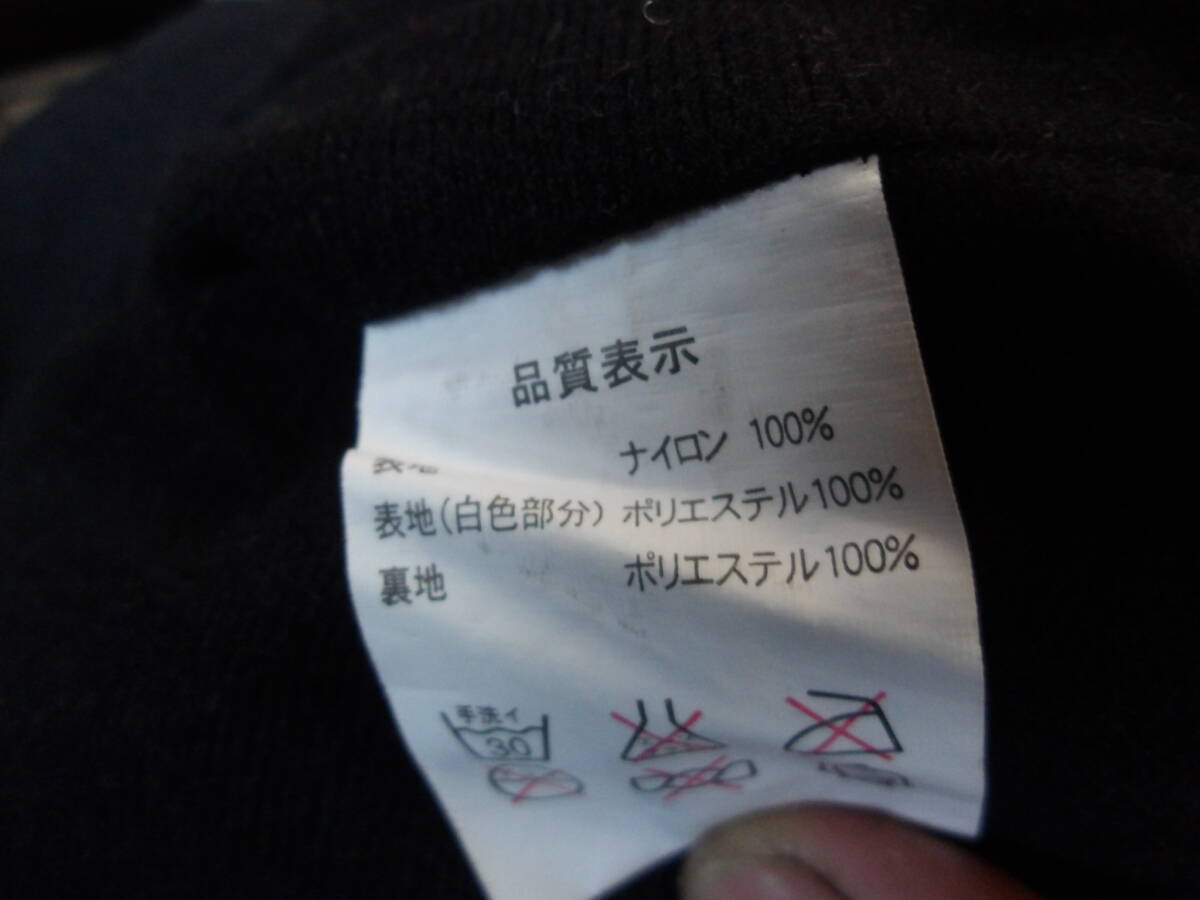 品質表示
表地 ナイロン 100%
表地(白色部分) ポリエステル100%
裏地 ポリエステル100%
手洗イ
30